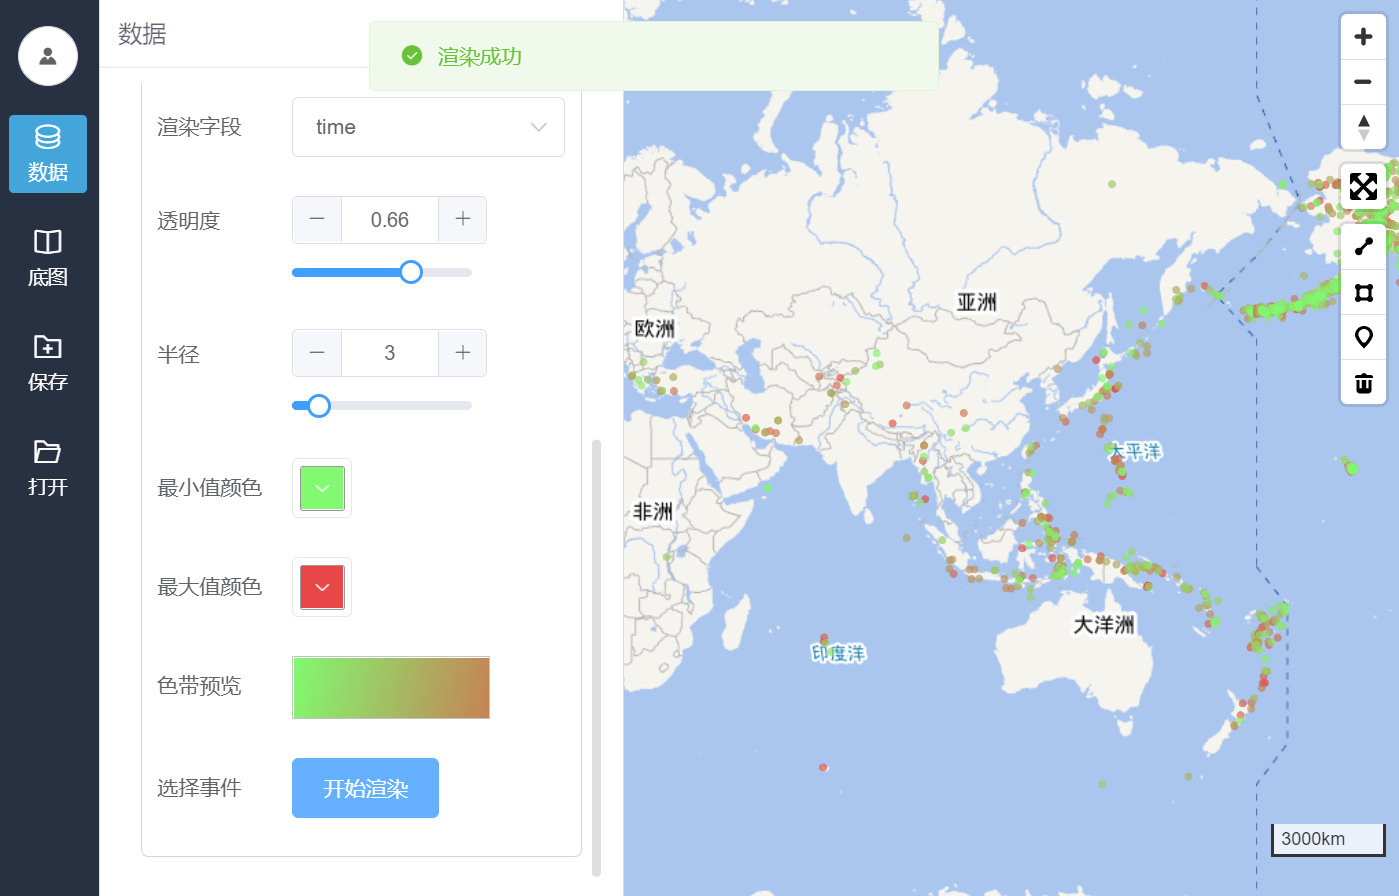 数据
渲染成功
数据
底图
保存
打开
渲染字段
time
透明度
0.66
半径
3
最小值颜色
最大值颜色
色带预览
选择事件
开始渲染
亚洲
欧洲
太平洋
非洲
大洋洲
印度洋
3000km